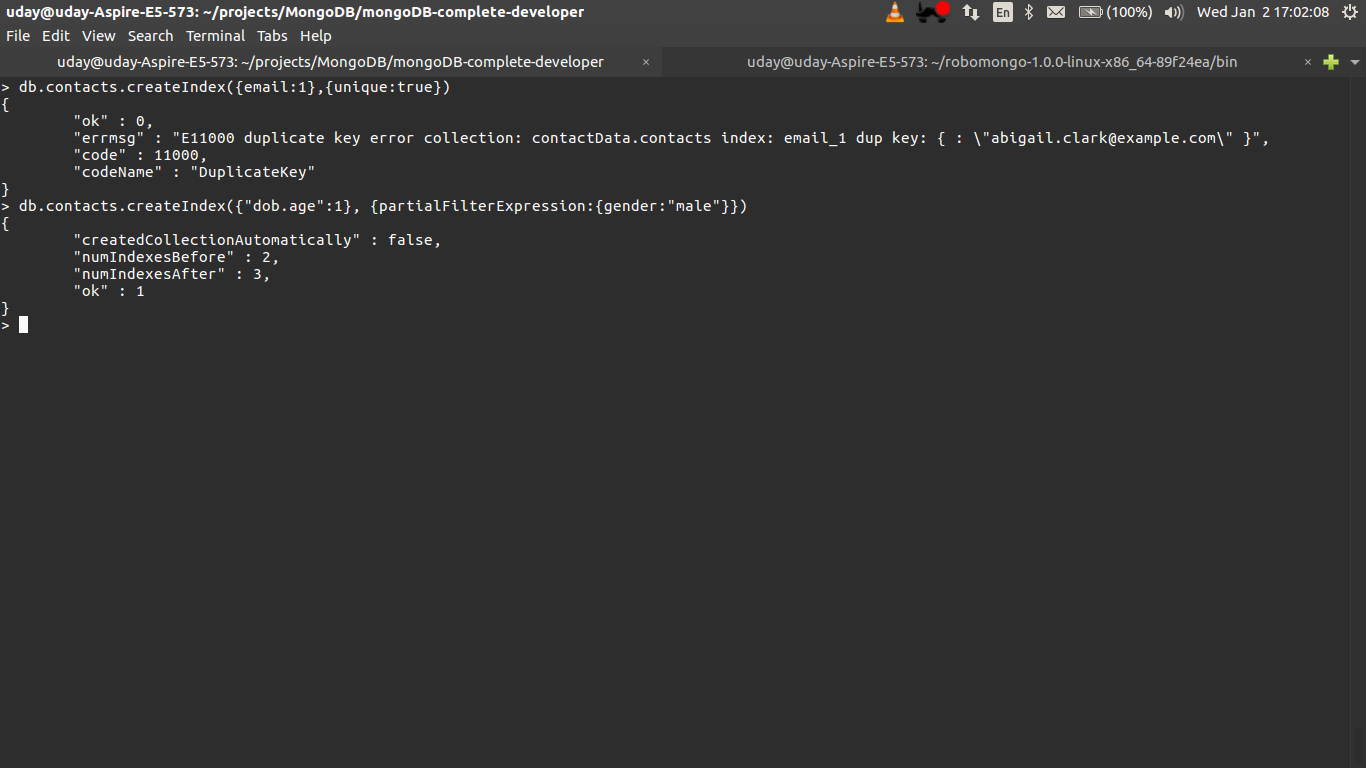 uday@uday-Aspire-E5-573: ~/projects/MongoDB/mongoDB-complete-developer
En
(100%)
Wed Jan 2 17:02:08
File Edit View Search Terminal Tabs Help
uday@uday-Aspire-E5-573: ~/projects/MongoDB/mongoDB-complete-developer ×
uday@uday-Aspire-E5-573: ~/robomongo-1.0.0-linux-x86_64-89f24ea/bin ×
> db.contacts.createIndex({email:1},{unique:true})
{
        "ok" : 0,
        "errmsg" : "E11000 duplicate key error collection: contactData.contacts index: email_1 dup key: { : \"abigail.clark@example.com\" }",
        "code" : 11000,
        "codeName" : "DuplicateKey"
}
> db.contacts.createIndex({"dob.age":1}, {partialFilterExpression:{gender:"male"}})
{
        "createdCollectionAutomatically" : false,
        "numIndexesBefore" : 2,
        "numIndexesAfter" : 3,
        "ok" : 1
}
>